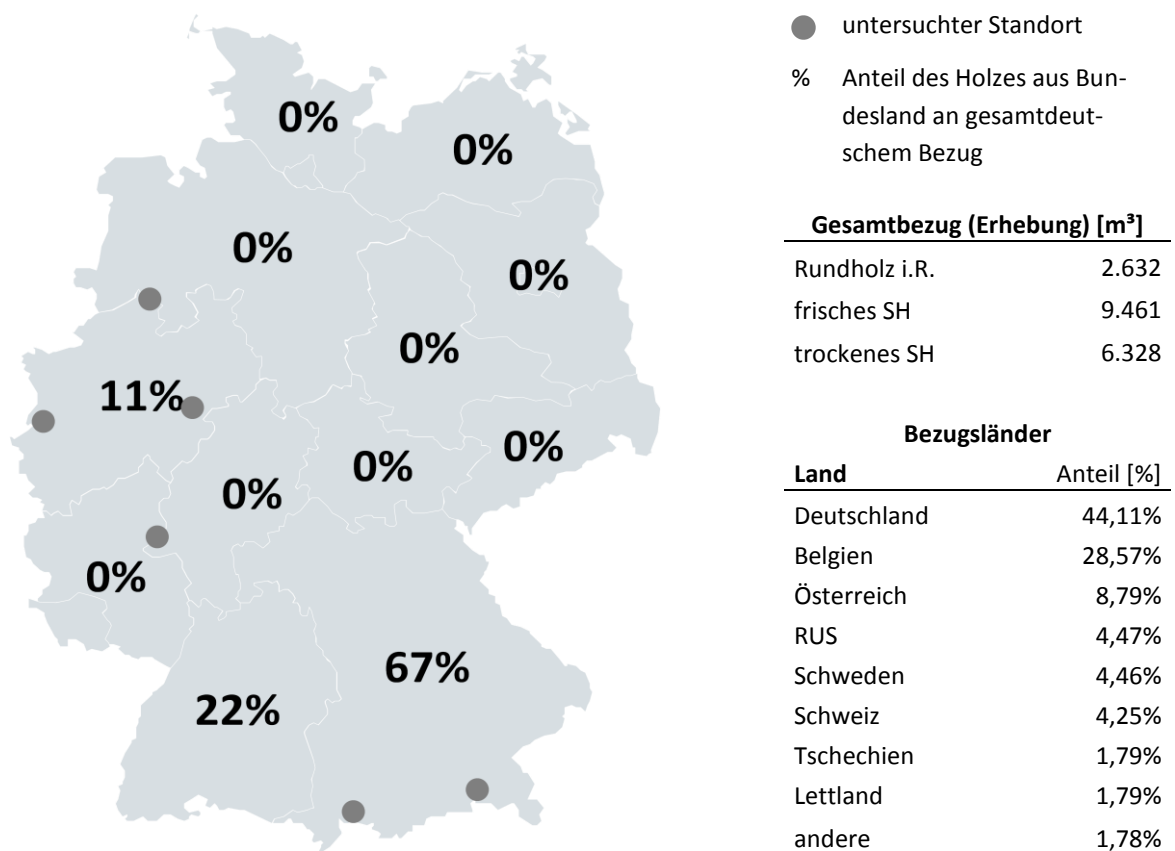 0%
0%
0%
0%
0%
11%
0%
0%
0%
0%
67%
22%
untersuchter Standort
% Anteil des Holzes aus Bun-
desland an gesamtdeut-
schem Bezug
Gesamtbezug (Erhebung) [m³]
Rundholz i.R. 2.632
frisches SH 9.461
trockenes SH 6.328
Bezugsländer
Land Anteil [%]
Deutschland 44,11%
Belgien 28,57%
Österreich 8,79%
RUS 4,47%
Schweden 4,46%
Schweiz 4,25%
Tschechien 1,79%
Lettland 1,79%
andere 1,78%